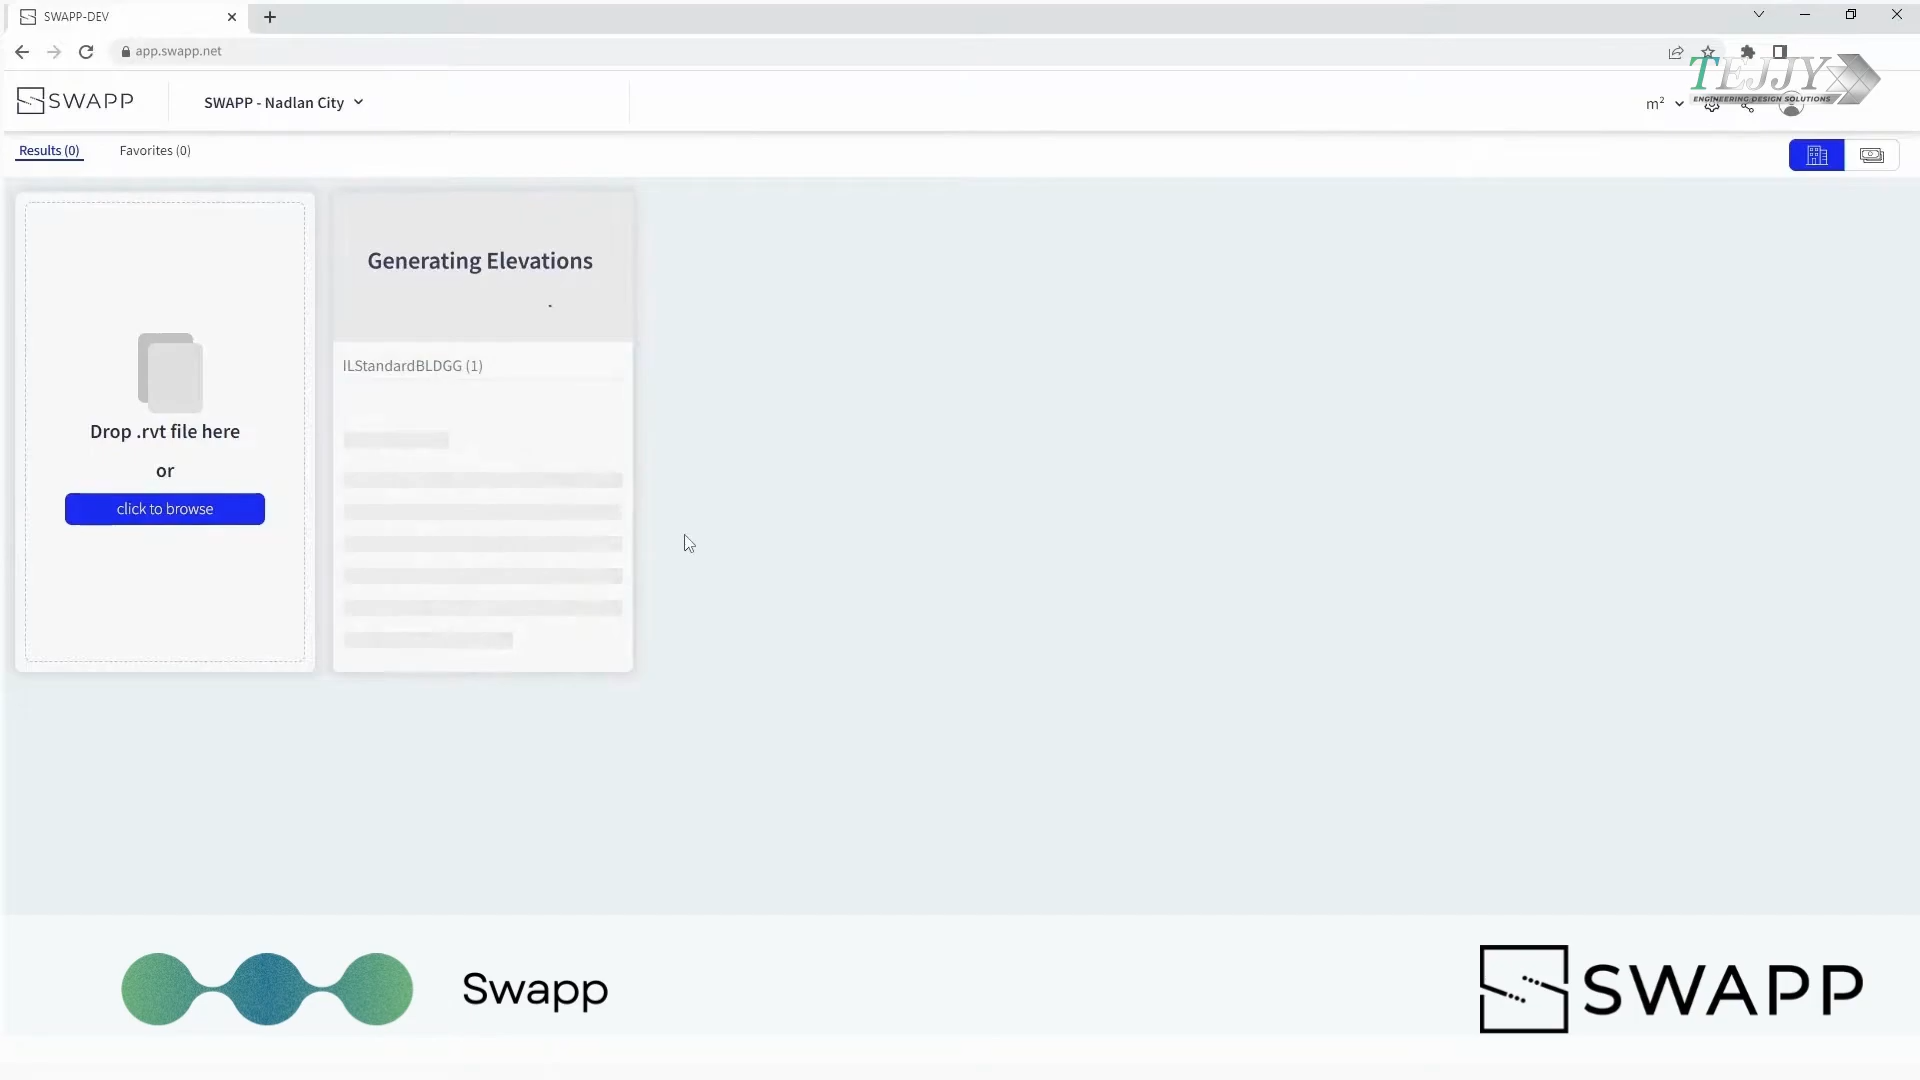 SWAPP-DEV
app.swapp.net
TEJJY
ENGINEERING DESIGN SOLUTIONS
SWAPP
SWAPP - Nadlan City
m²
Results (0)
Favorites (0)
Drop .rvt file here
or
click to browse
Generating Elevations
ILStandardBLDGG (1)
Swapp
SWAPP